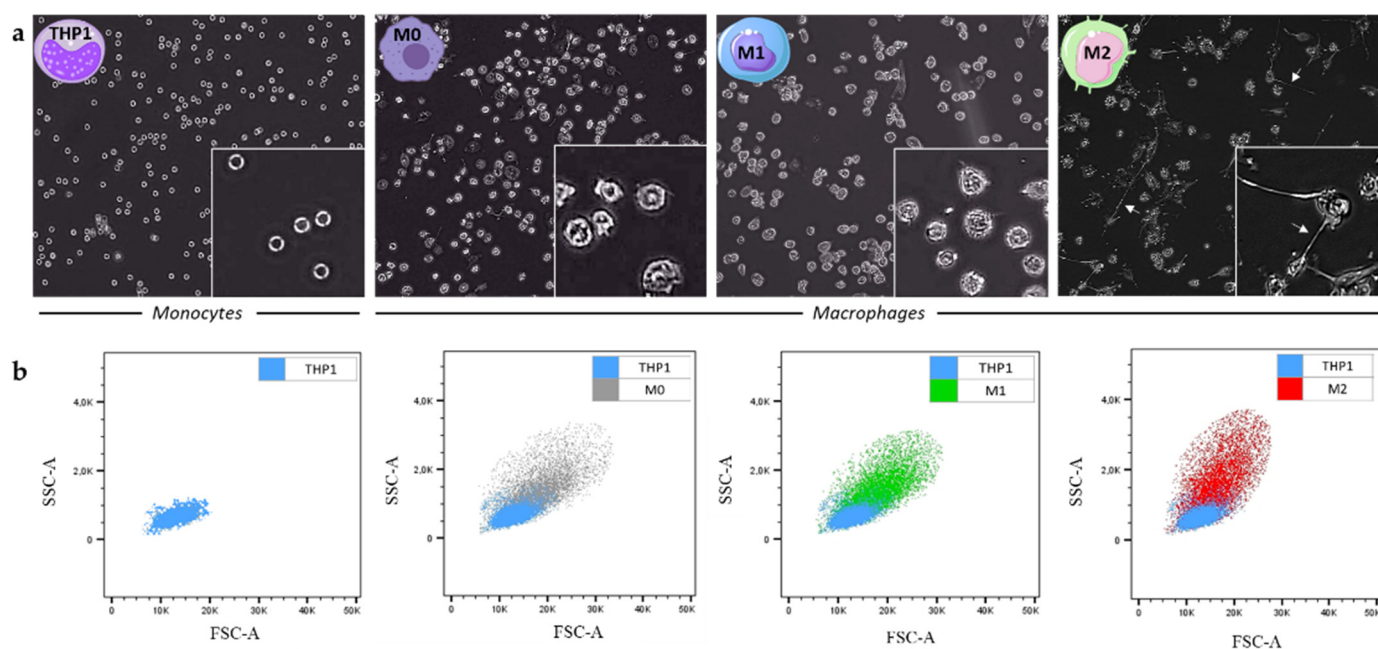 a
THP1
M0
M1
M2
Monocytes
Macrophages
b
THP1
4,0K
2,0K
0
SSC-A
0
10K
20K
30K
40K
50K
FSC-A
THP1
M0
4,0K
2,0K
0
SSC-A
0
10K
20K
30K
40K
50K
FSC-A
THP1
M1
4,0K
2,0K
0
SSC-A
0
10K
20K
30K
40K
50K
FSC-A
THP1
M2
4,0K
2,0K
0
SSC-A
0
10K
20K
30K
40K
50K
FSC-A